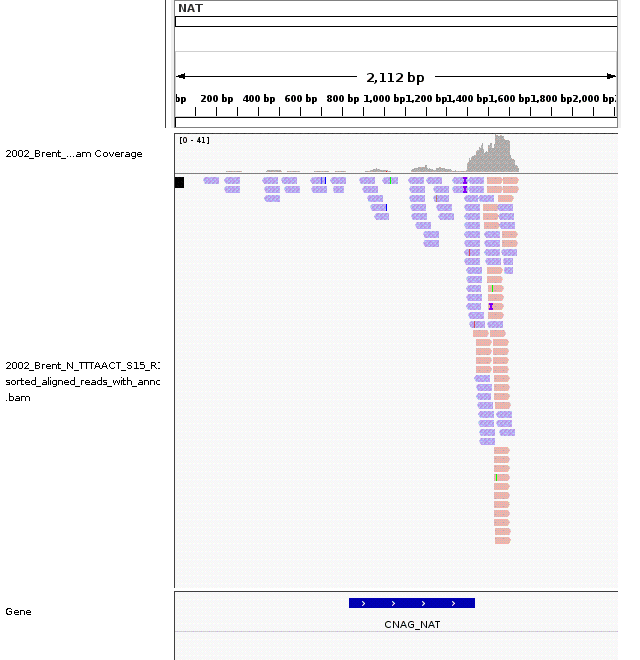 NAT
2,112 bp
bp 200 bp 400 bp 600 bp 800 bp 1,000 bp 1,200 bp 1,400 bp 1,600 bp 1,800 bp 2,000 bp
[0 - 41]
2002_Brent_...am Coverage
2002_Brent_N_TTTAACT_S15_R
sorted_aligned_reads_with_annc
.bam
Gene
CNAG_NAT